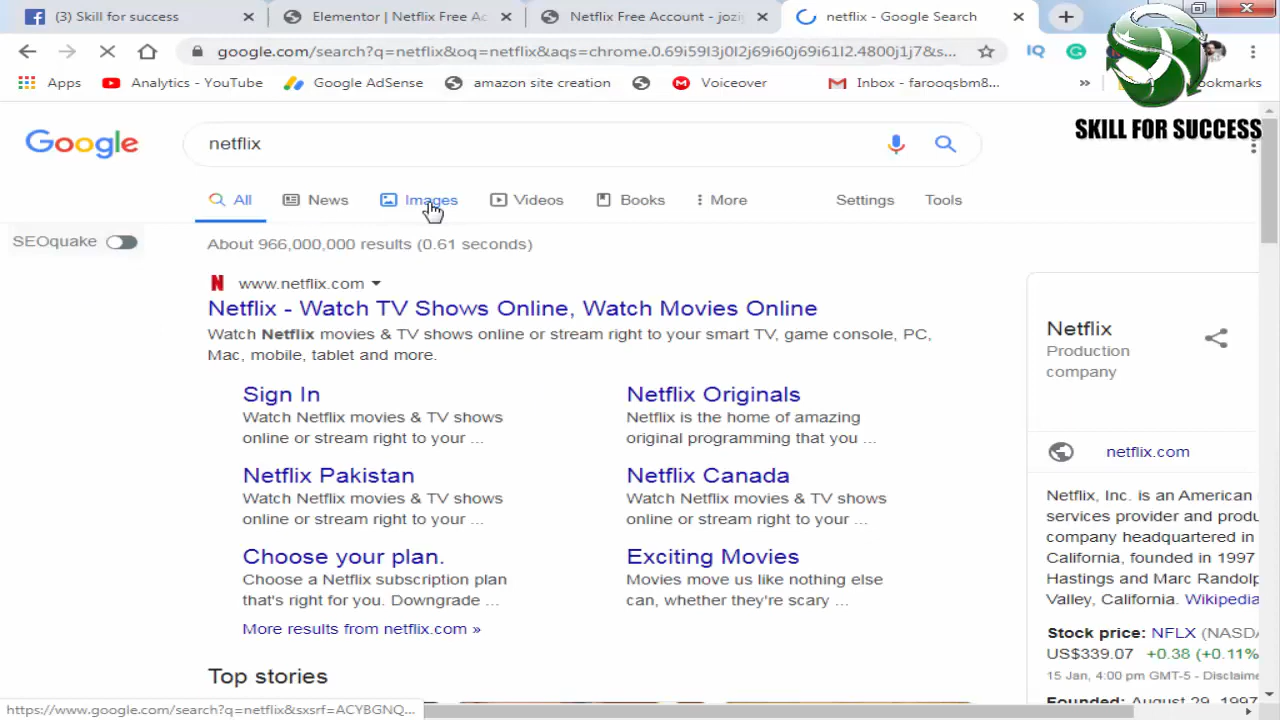 (3) Skill for success
Elementor | Netflix Free Ac
Netflix Free Account - jozi
netflix - Google Search
google.com/search?q=netflix&oq=netflix&aqs=chrome.0.69i59l3j0l2j69i60j69i61l2.4800j1j7&s...
IQ
Apps
Analytics - YouTube
Google AdSense
amazon site creation
Voiceover
Inbox - farooqsbm8...
»
okmarks
SKILL FOR SUCCESS
Google
netflix
All
News
Images
Videos
Books
More
Settings
Tools
SEOquake
About 966,000,000 results (0.61 seconds)
N
www.netflix.com
Netflix - Watch TV Shows Online, Watch Movies Online
Watch Netflix movies & TV shows online or stream right to your smart TV, game console, PC,
Mac, mobile, tablet and more.
Sign In
Watch Netflix movies & TV shows
online or stream right to your ...
Netflix Originals
Netflix is the home of amazing
original programming that you ...
Netflix Pakistan
Watch Netflix movies & TV shows
online or stream right to your ...
Netflix Canada
Watch Netflix movies & TV shows
online or stream right to your ...
Choose your plan.
Choose a Netflix subscription plan
that's right for you. Downgrade ...
Exciting Movies
Movies move us like nothing else
can, whether they're scary ...
More results from netflix.com »
Top stories
Netflix
Production
company
netflix.com
Netflix, Inc. is an American
services provider and produ
company headquartered in
California, founded in 1997
Hastings and Marc Randolp
Valley, California. Wikipedia
Stock price: NFLX (NASDA
US$339.07 +0.38 (+0.11%
15 Jan, 4:00 pm GMT-5 - Disclaime
Founded: August 29, 1997
https://www.google.com/search?q=netflix&sxsrf=ACYBGNQ...